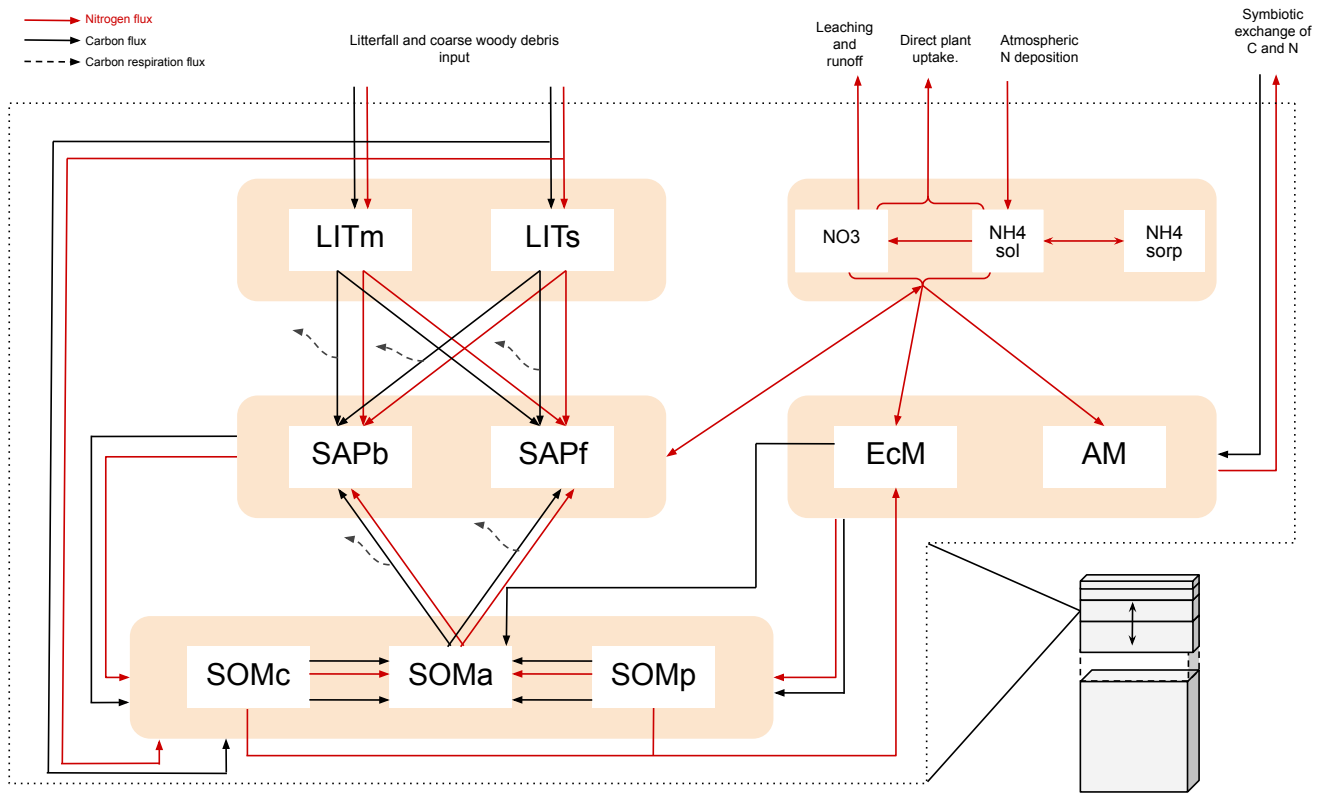 Nitrogen flux
Carbon flux
Carbon respiration flux
Litterfall and coarse woody debris
input
Leaching
and
runoff
Direct plant
uptake.
Atmospheric
N deposition
Symbiotic
exchange of
C and N
LITm
LITs
NO3
NH4
sol
NH4
sorp
SAPb
SAPf
EcM
AM
SOMc
SOMa
SOMp